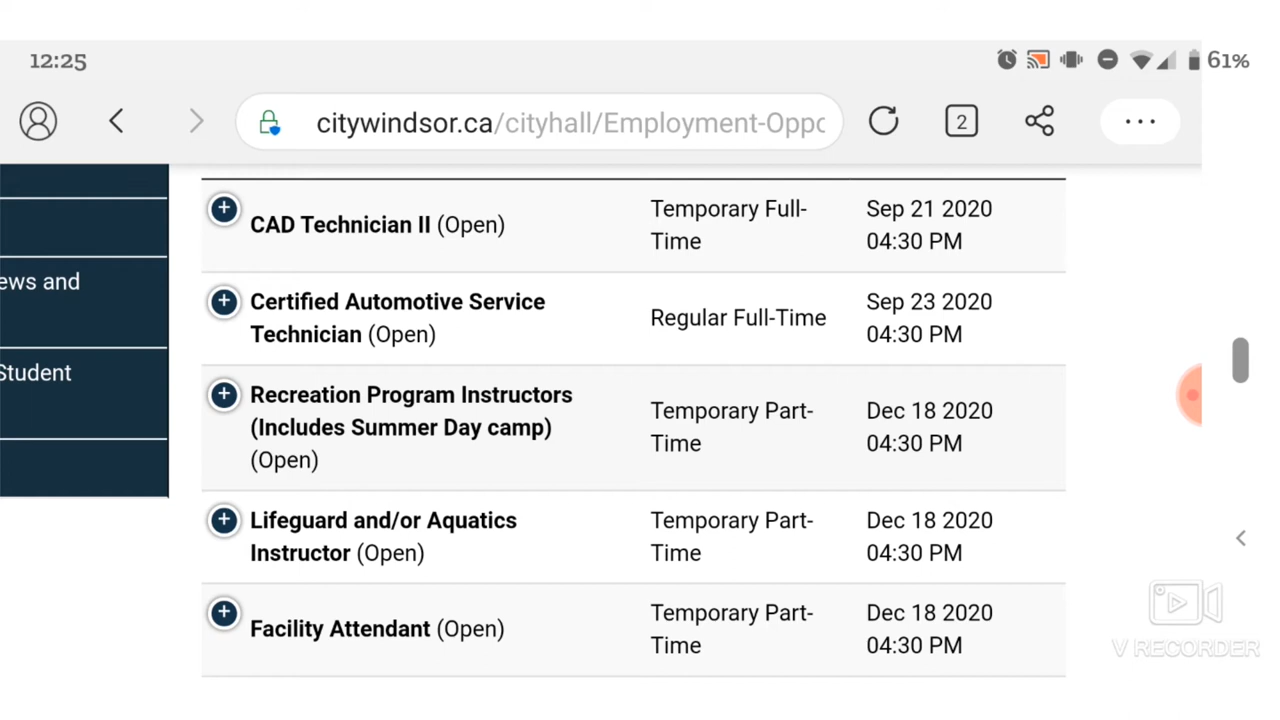 12:25
61%
citywindsor.ca/cityhall/Employment-Oppo
2
ews and
Student
CAD Technician II (Open)
Temporary Full-
Time
Sep 21 2020
04:30 PM
Certified Automotive Service
Technician (Open)
Regular Full-Time
Sep 23 2020
04:30 PM
Recreation Program Instructors
(Includes Summer Day camp)
(Open)
Temporary Part-
Time
Dec 18 2020
04:30 PM
Lifeguard and/or Aquatics
Instructor (Open)
Temporary Part-
Time
Dec 18 2020
04:30 PM
Facility Attendant (Open)
Temporary Part-
Time
Dec 18 2020
04:30 PM
V RECORDER